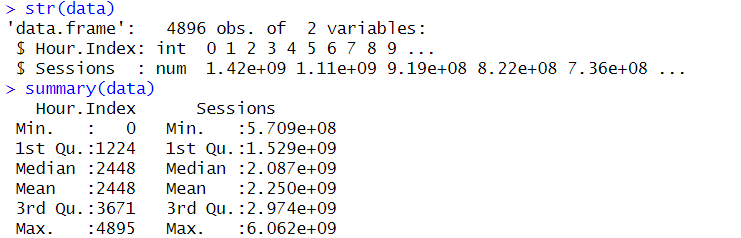 > str(data)
'data.frame':   4896 obs. of  2 variables:
 $ Hour.Index: int  0 1 2 3 4 5 6 7 8 9 ...
 $ Sessions  : num  1.42e+09 1.11e+09 9.19e+08 8.22e+08 7.36e+08 ...
> summary(data)
   Hour.Index      Sessions
 Min.   :   0   Min.   :5.709e+08
 1st Qu.:1224   1st Qu.:1.529e+09
 Median :2448   Median :2.087e+09
 Mean   :2448   Mean   :2.250e+09
 3rd Qu.:3671   3rd Qu.:2.974e+09
 Max.   :4895   Max.   :6.062e+09